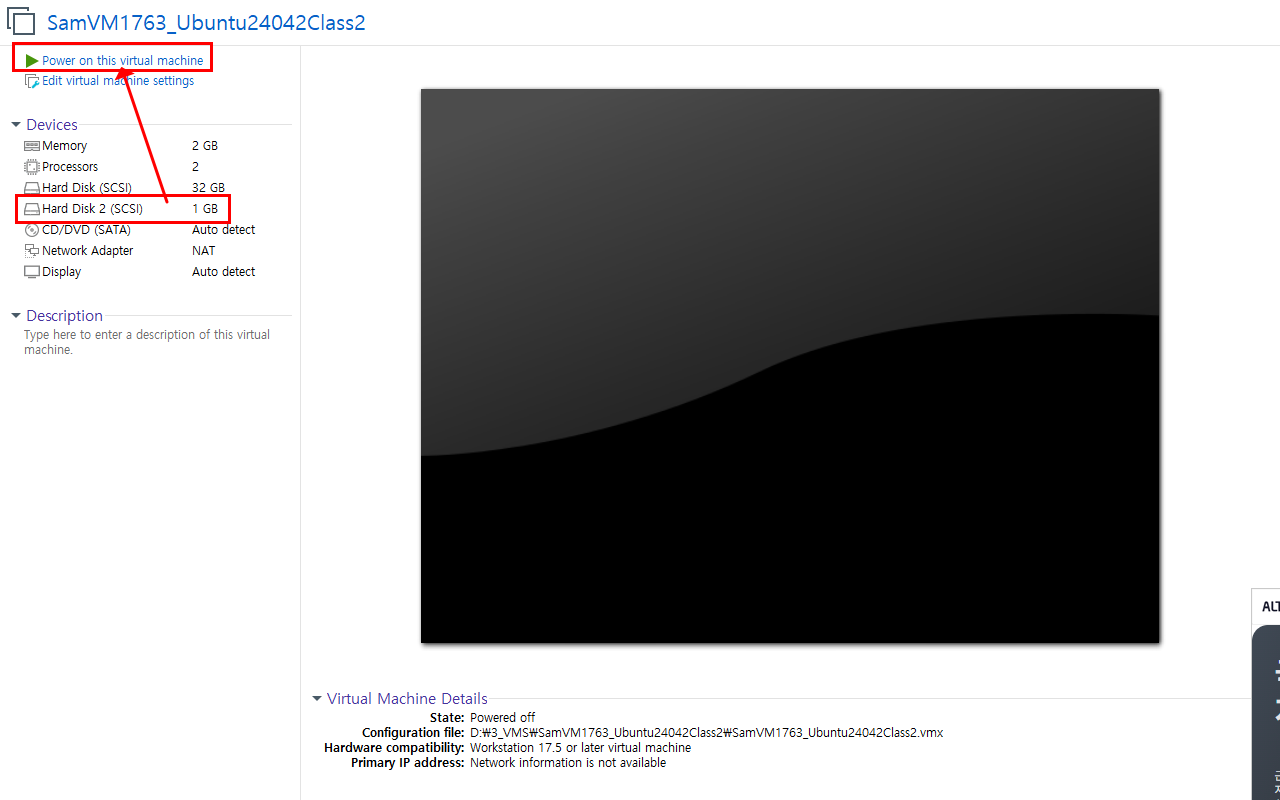 SamVM1763_Ubuntu24042Class2
Power on this virtual machine
Edit virtual machine settings
Devices
Memory 2 GB
Processors 2
Hard Disk (SCSI) 32 GB
Hard Disk 2 (SCSI) 1 GB
CD/DVD (SATA) Auto detect
Network Adapter NAT
Display Auto detect
Description
Type here to enter a description of this virtual
machine.
Virtual Machine Details
State: Powered off
Configuration file: D:₩3_VMS₩SamVM1763_Ubuntu24042Class2₩SamVM1763_Ubuntu24042Class2.vmx
Hardware compatibility: Workstation 17.5 or later virtual machine
Primary IP address: Network information is not available